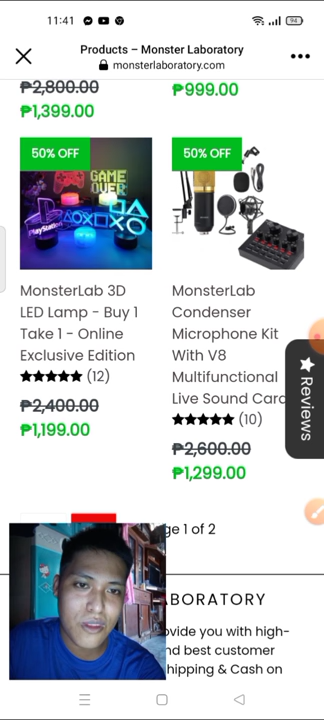 11:41
94
Products – Monster Laboratory
monsterlaboratory.com
₱2,800.00
₱1,399.00
₱999.00
50% OFF
GAME
OVER
PlayStation
50% OFF
MonsterLab 3D
LED Lamp - Buy 1
Take 1 - Online
Exclusive Edition
(12)
₱2,400.00
₱1,199.00
MonsterLab
Condenser
Microphone Kit
With V8
Multifunctional
Live Sound Card
(10)
₱2,600.00
₱1,299.00
Reviews
ge 1 of 2
ABORATORY
ovide you with high-
nd best customer
hipping & Cash on